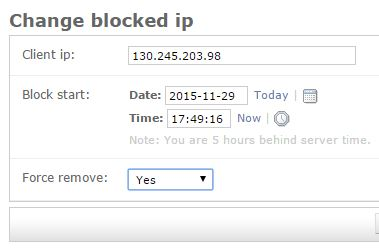 Change blocked ip
Client ip: 130.245.203.98
Block start: Date: 2015-11-29 Today |
Time: 17:49:16 Now |
Note: You are 5 hours behind server time.
Force remove: Yes